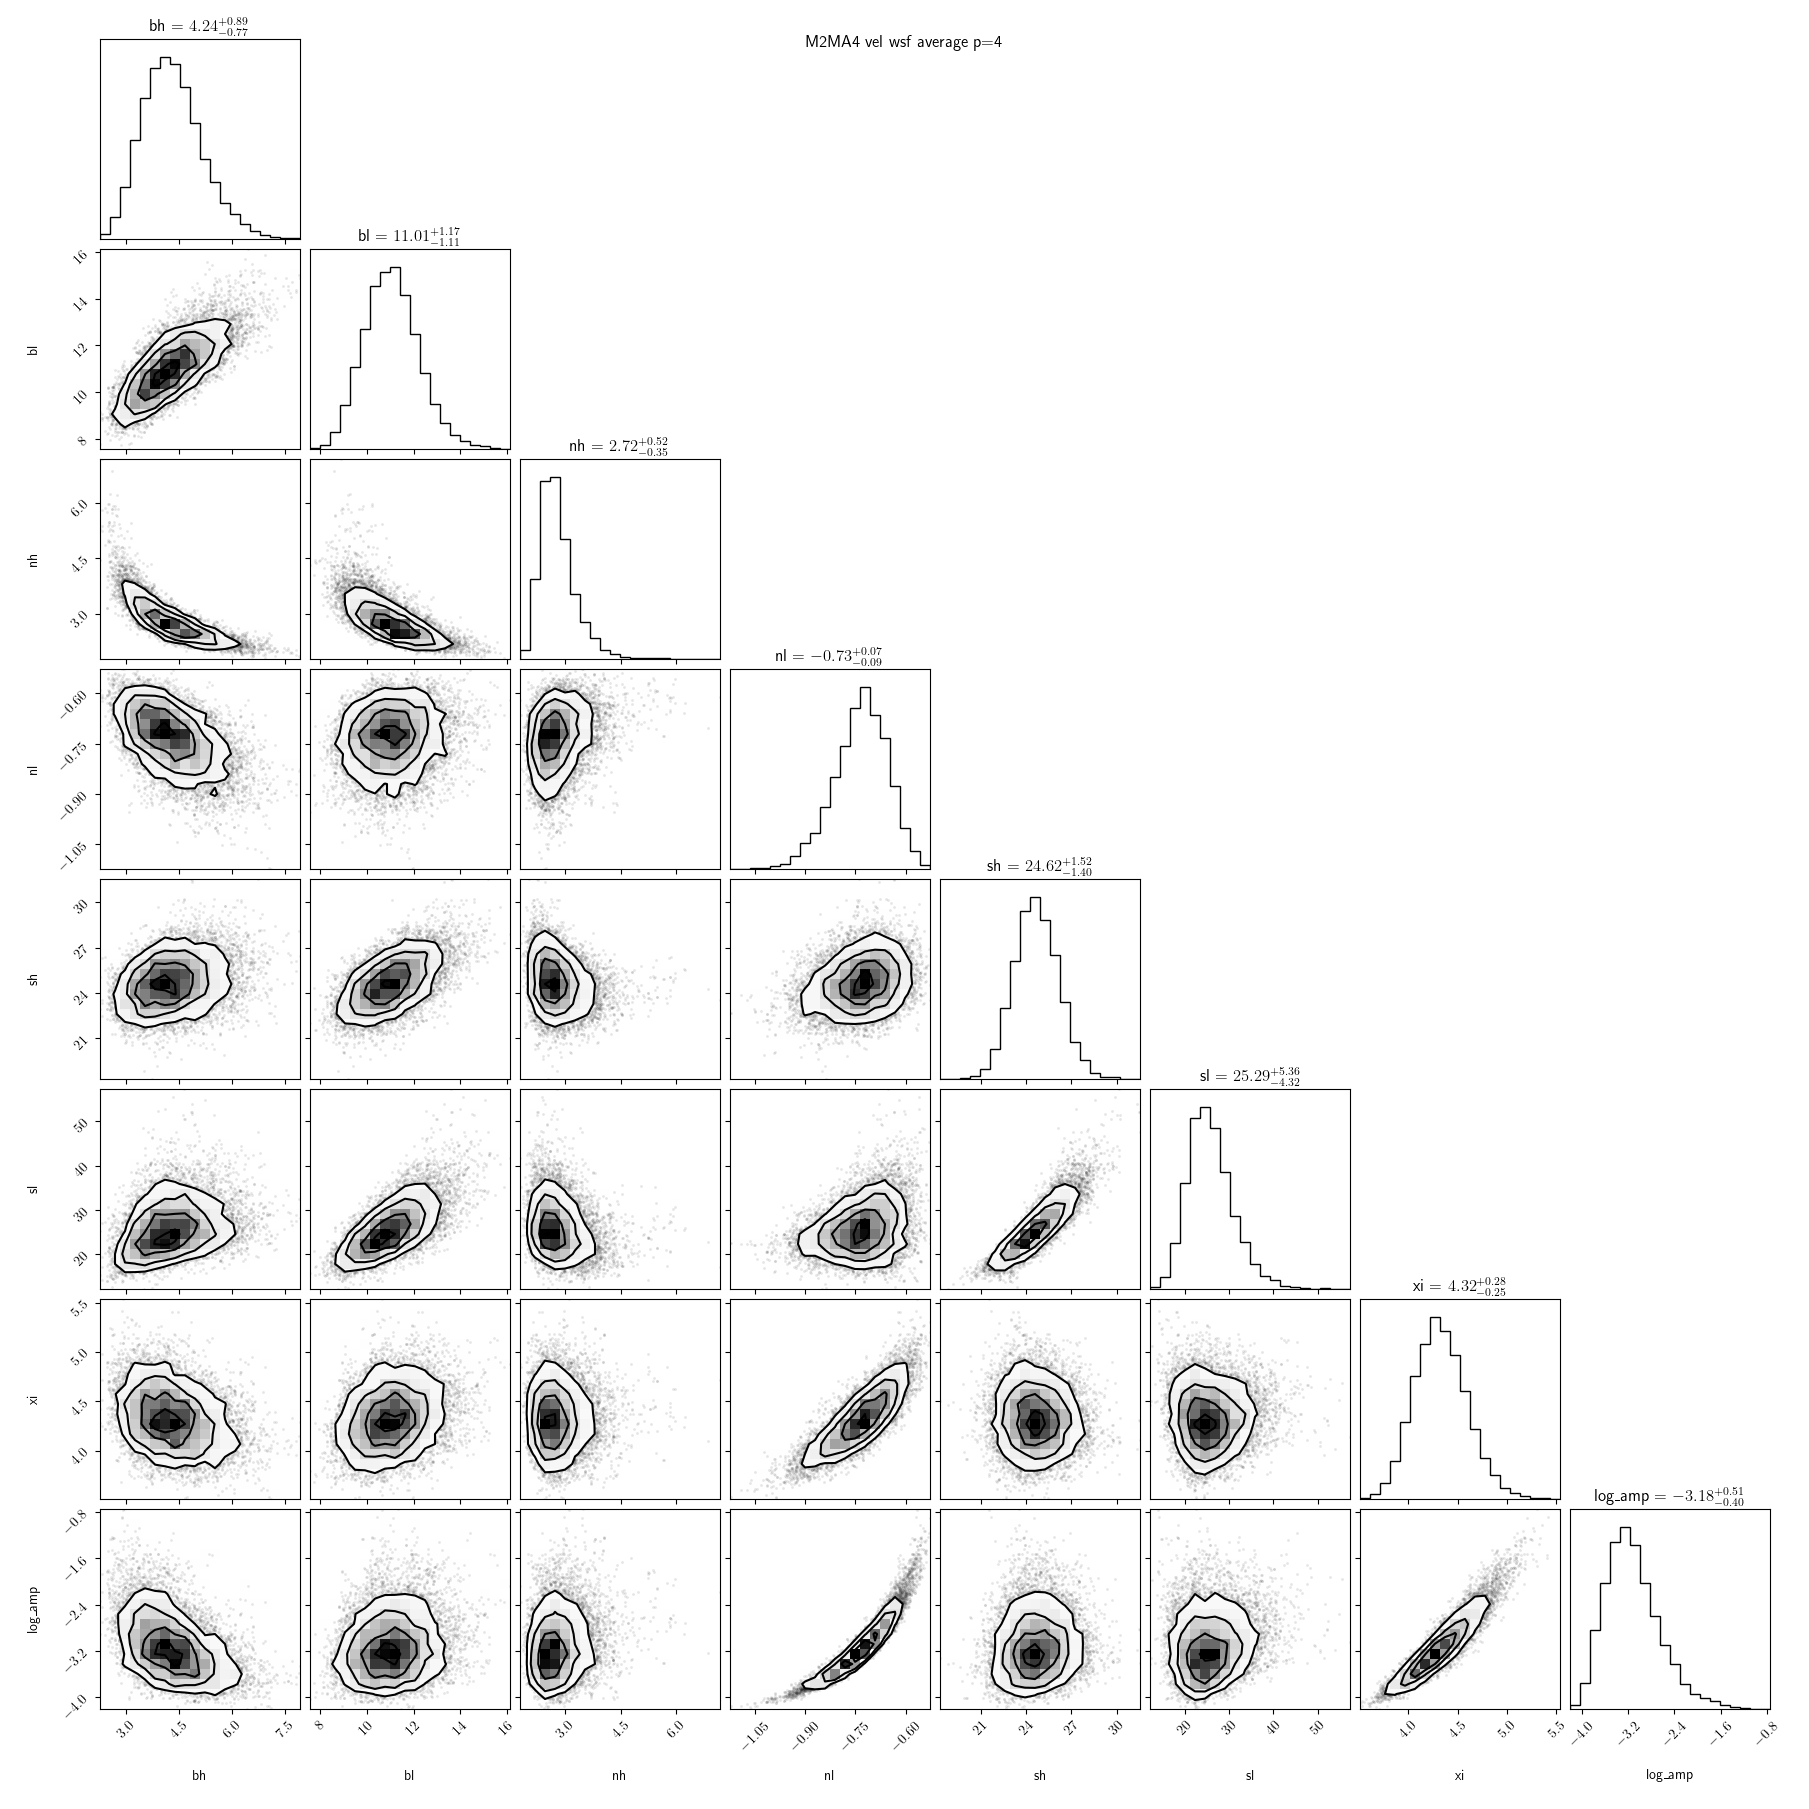 bh = 4.24+0.89−0.77
M2MA4 vel wsf average p=4
bl = 11.01+1.17−1.11
16
14
12
10
8
bl
nh = 2.72+0.52−0.35
6.0
4.5
3.0
nh
nl = −0.73+0.07−0.09
−0.60
−0.75
−0.90
−1.05
nl
sh = 24.62+1.52−1.40
30
27
24
21
sh
sl = 25.29+5.36−4.32
50
40
30
20
sl
xi = 4.32+0.28−0.25
5.5
5.0
4.5
4.0
xi
log_amp = −3.18+0.51−0.40
−0.8
−1.6
−2.4
−3.2
−4.0
log_amp
3.0 4.5 6.0 7.5 8 10 12 14 16 3.0 4.5 6.0 −1.05 −0.90 −0.75 −0.60 21 24 27 30 20 30 40 50 4.0 4.5 5.0 5.5 −4.0 −3.2 −2.4 −1.6 −0.8
bh bl nh nl sh sl xi log_amp